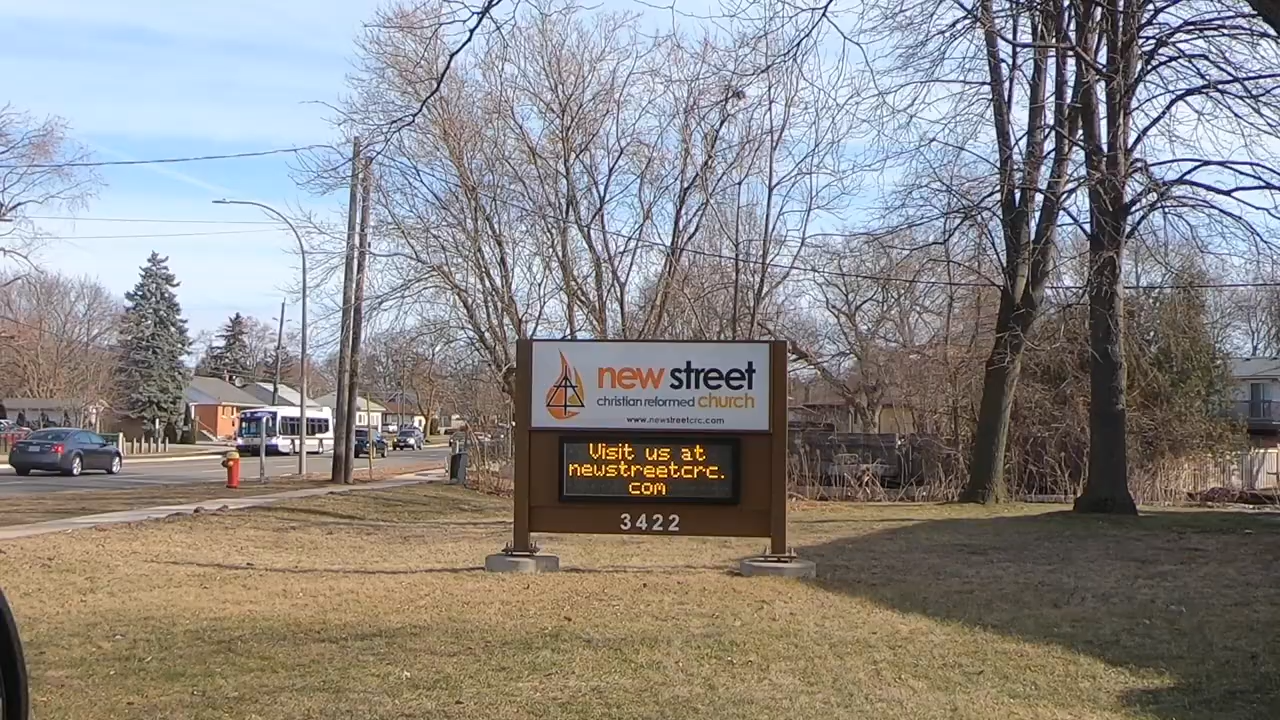 new street
christian reformed church
www.newstreetcrc.com
Visit us at
newstreetcrc.
com
3422